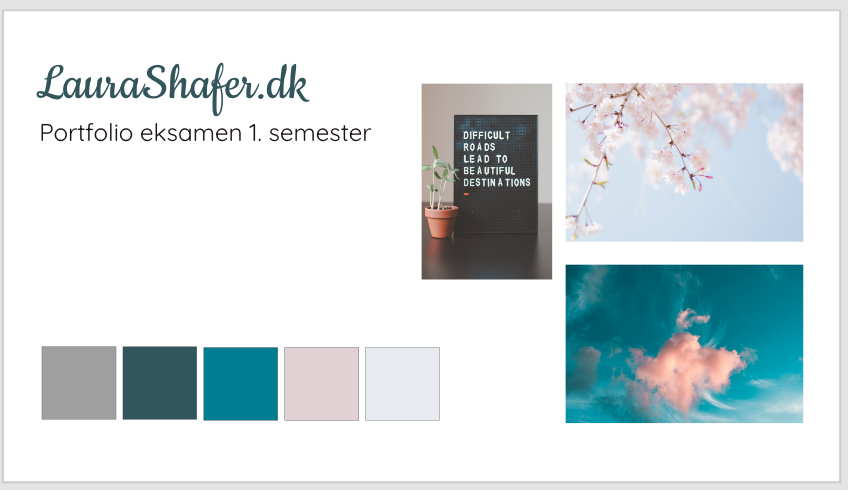 LauraShafer.dk
Portfolio eksamen 1. semester
DIFFICULT
ROADS
LEAD TO
BEAUTIFUL
DESTINATIONS